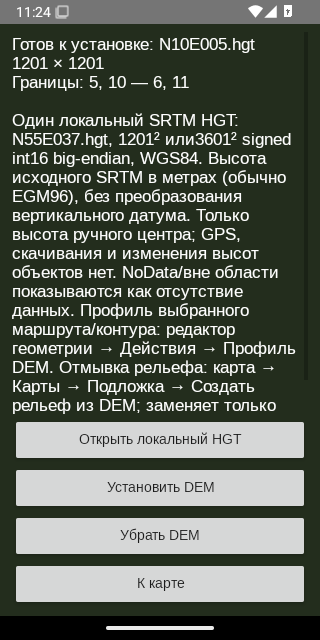 11:24
Готов к установке: N10E005.hgt
1201 × 1201
Границы: 5, 10 — 6, 11
Один локальный SRTM HGT:
N55E037.hgt, 1201² или3601² signed
int16 big-endian, WGS84. Высота
исходного SRTM в метрах (обычно
EGM96), без преобразования
вертикального датума. Только
высота ручного центра; GPS,
скачивания и изменения высот
объектов нет. NoData/вне области
показываются как отсутствие
данных. Профиль выбранного
маршрута/контура: редактор
геометрии → Действия → Профиль
DEM. Отмывка рельефа: карта →
Карты → Подложка → Создать
рельеф из DEM; заменяет только
Открыть локальный HGT
Установить DEM
Убрать DEM
К карте